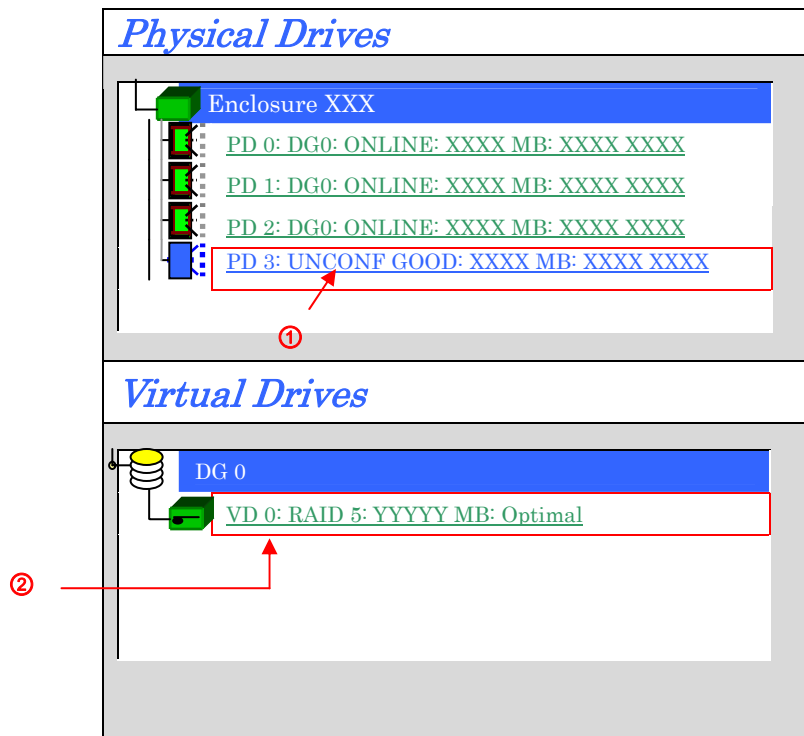 Physical Drives
Enclosure XXX
PD 0: DG0: ONLINE: XXXX MB: XXXX XXXX
PD 1: DG0: ONLINE: XXXX MB: XXXX XXXX
PD 2: DG0: ONLINE: XXXX MB: XXXX XXXX
PD 3: UNCONF GOOD: XXXX MB: XXXX XXXX
①
Virtual Drives
DG 0
VD 0: RAID 5: YYYYY MB: Optimal
②